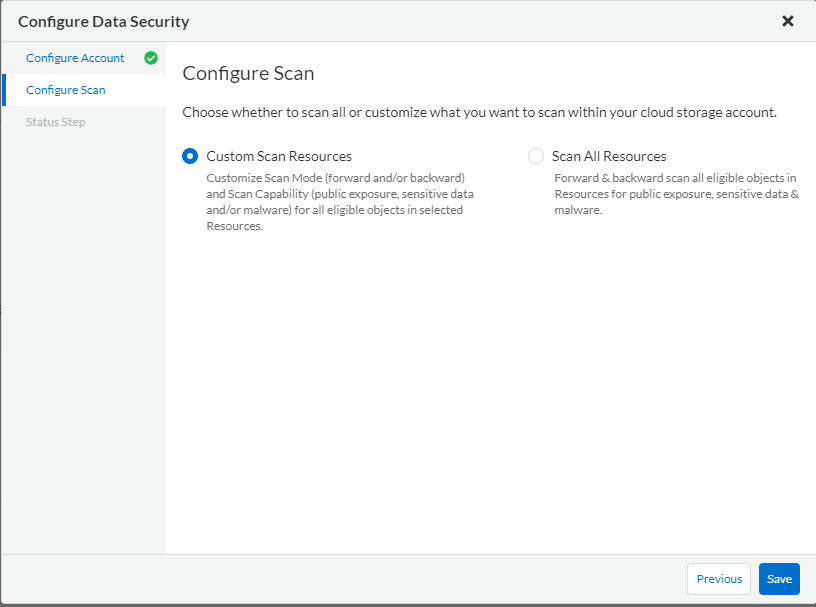 Configure Data Security
Configure Account
Configure Scan
Status Step
Configure Scan
Choose whether to scan all or customize what you want to scan within your cloud storage account.
Custom Scan Resources
Customize Scan Mode (forward and/or backward)
and Scan Capability (public exposure, sensitive data
and/or malware) for all eligible objects in selected
Resources.
Scan All Resources
Forward & backward scan all eligible objects in
Resources for public exposure, sensitive data &
malware.
Previous
Save